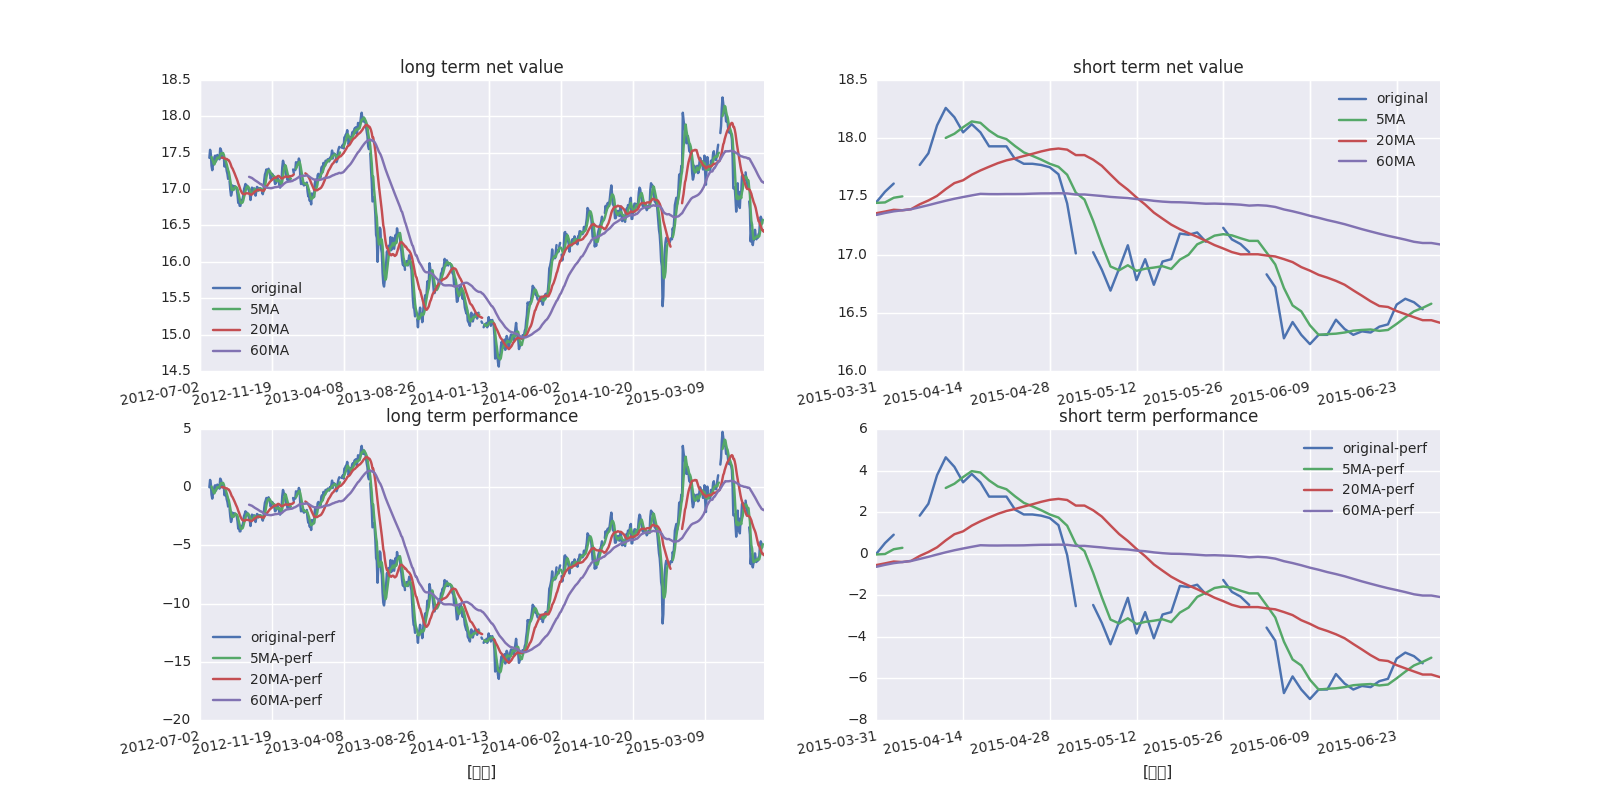 long term net value
18.5
18.0
17.5
17.0
16.5
16.0
15.5
15.0
14.5
original
5MA
20MA
60MA
2012-07-02 2012-11-19 2013-04-08 2013-08-26 2014-01-13 2014-06-02 2014-10-20 2015-03-09
short term net value
18.5
18.0
17.5
17.0
16.5
16.0
original
5MA
20MA
60MA
2015-03-31 2015-04-14 2015-04-28 2015-05-12 2015-05-26 2015-06-09 2015-06-23
long term performance
5
0
−5
−10
−15
−20
original-perf
5MA-perf
20MA-perf
60MA-perf
2012-07-02 2012-11-19 2013-04-08 2013-08-26 2014-01-13 2014-06-02 2014-10-20 2015-03-09
short term performance
6
4
2
0
−2
−4
−6
−8
original-perf
5MA-perf
20MA-perf
60MA-perf
2015-03-31 2015-04-14 2015-04-28 2015-05-12 2015-05-26 2015-06-09 2015-06-23